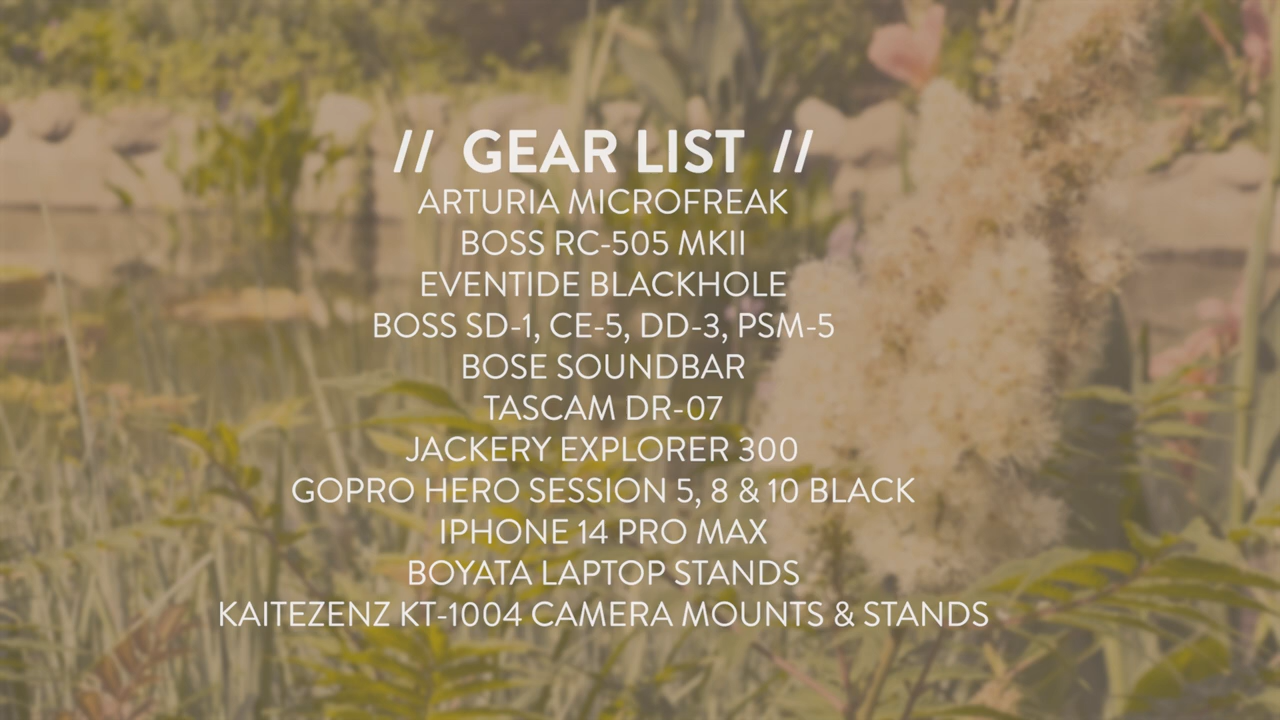 // GEAR LIST //
ARTURIA MICROFREAK
BOSS RC-505 MKII
EVENTIDE BLACKHOLE
BOSS SD-1, CE-5, DD-3, PSM-5
BOSE SOUNDBAR
TASCAM DR-07
JACKERY EXPLORER 300
GOPRO HERO SESSION 5, 8 & 10 BLACK
IPHONE 14 PRO MAX
BOYATA LAPTOP STANDS
KAITEZENZ KT-1004 CAMERA MOUNTS & STANDS